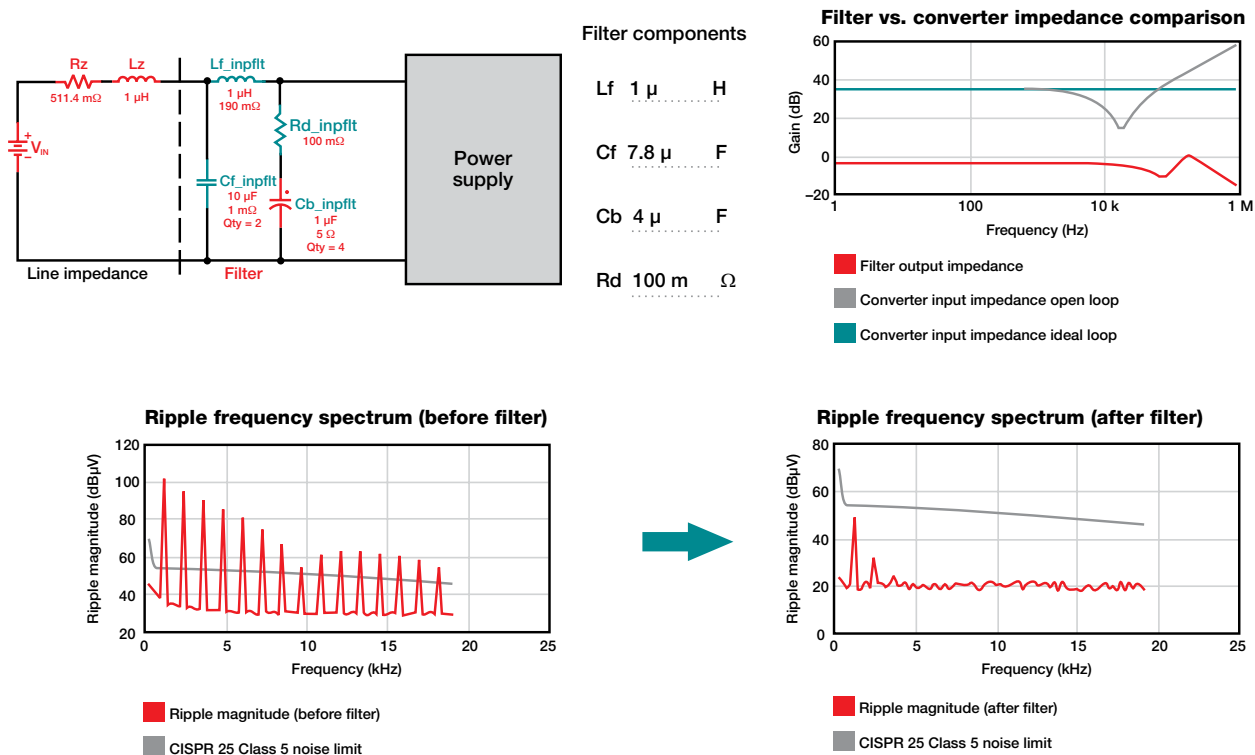 Rz
511.4 mΩ
Lz
1 µH
Lf_inpflt
1 µH
190 mΩ
Rd_inpflt
100 mΩ
+
VIN
−
Cf_inpflt
10 µF
1 mΩ
Qty = 2
Cb_inpflt
1 µF
5 Ω
Qty = 4
Power
supply
Line impedance
Filter
Filter components
Lf 1 µ H
Cf 7.8 µ F
Cb 4 µ F
Rd 100 m Ω
Filter vs. converter impedance comparison
Gain (dB)
60
40
20
0
–20
1
100
10 k
1 M
Frequency (Hz)
Filter output impedance
Converter input impedance open loop
Converter input impedance ideal loop
Ripple frequency spectrum (before filter)
Ripple magnitude (dBµV)
120
100
80
60
40
20
0
5
10
15
20
25
Frequency (kHz)
Ripple magnitude (before filter)
CISPR 25 Class 5 noise limit
Ripple frequency spectrum (after filter)
Ripple magnitude (dBµV)
80
60
40
20
0
0
5
10
15
20
25
Frequency (kHz)
Ripple magnitude (after filter)
CISPR 25 Class 5 noise limit